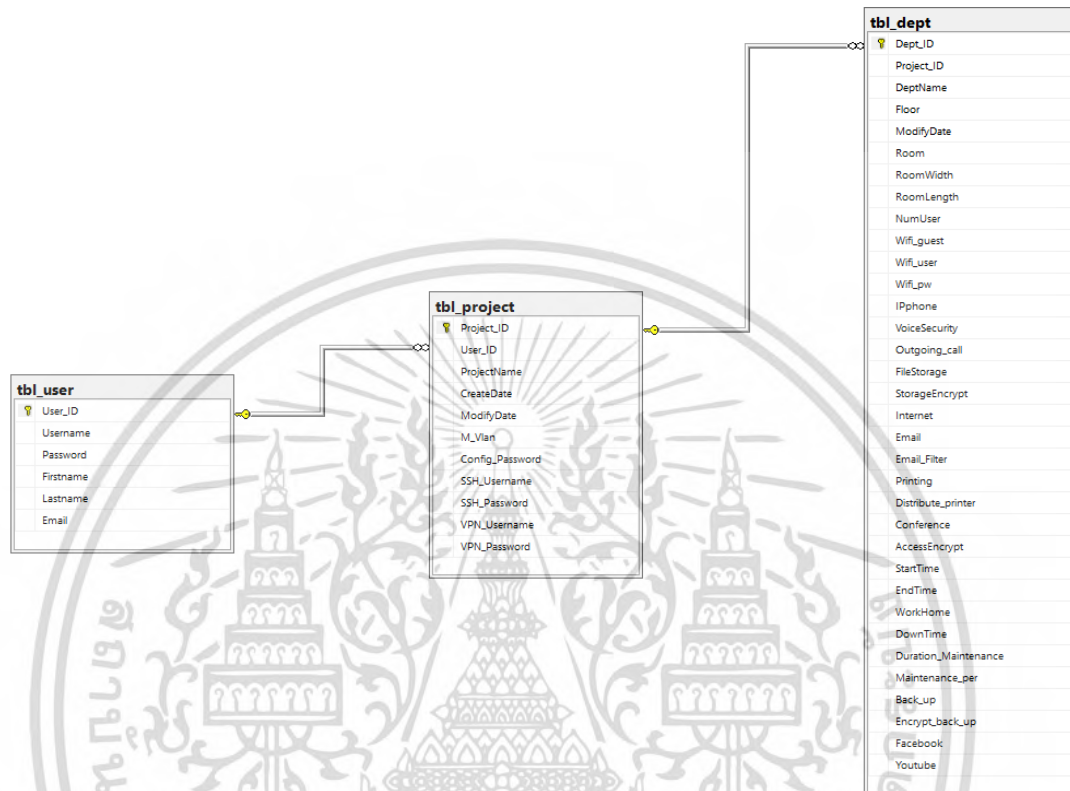 tbl_dept
Dept_ID
Project_ID
DeptName
Floor
ModifyDate
Room
RoomWidth
RoomLength
NumUser
Wifi_guest
Wifi_user
Wifi_pw
IPphone
VoiceSecurity
Outgoing_call
FileStorage
StorageEncrypt
Internet
Email
Email_Filter
Printing
Distribute_printer
Conference
AccessEncrypt
StartTime
EndTime
WorkHome
DownTime
Duration_Maintenance
Maintenance_per
Back_up
Encrypt_back_up
Facebook
Youtube
tbl_project
Project_ID
User_ID
ProjectName
CreateDate
ModifyDate
M_Vlan
Config_Password
SSH_Username
SSH_Password
VPN_Username
VPN_Password
tbl_user
User_ID
Username
Password
Firstname
Lastname
Email